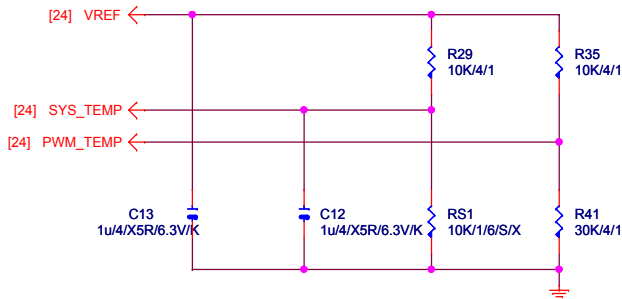 [24] VREF
R29
10K/4/1
R35
10K/4/1
[24] SYS_TEMP
[24] PWM_TEMP
C13
1u/4/X5R/6.3V/K
C12
1u/4/X5R/6.3V/K
RS1
10K/1/6/S/X
R41
30K/4/1